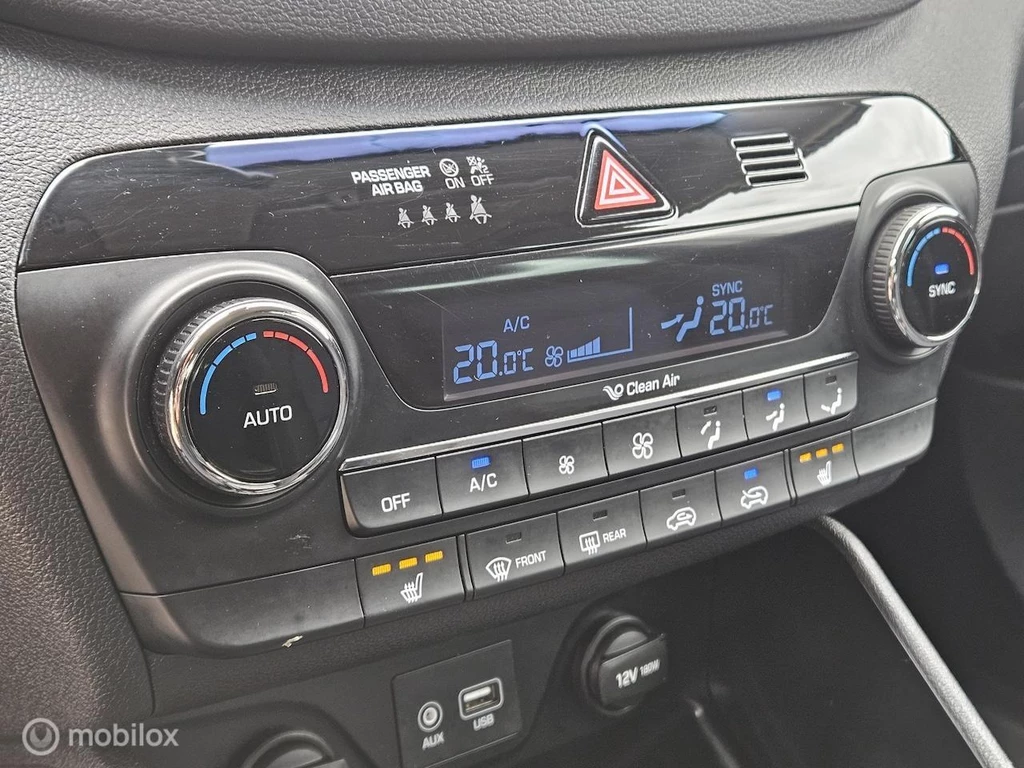 PASSENGER
AIR BAG
ON OFF
A/C
20.0°C
SYNC
20.0°C
SYNC
AUTO
Clean Air
OFF
A/C
FRONT
REAR
AUX
USB
12V 180W
mobilox